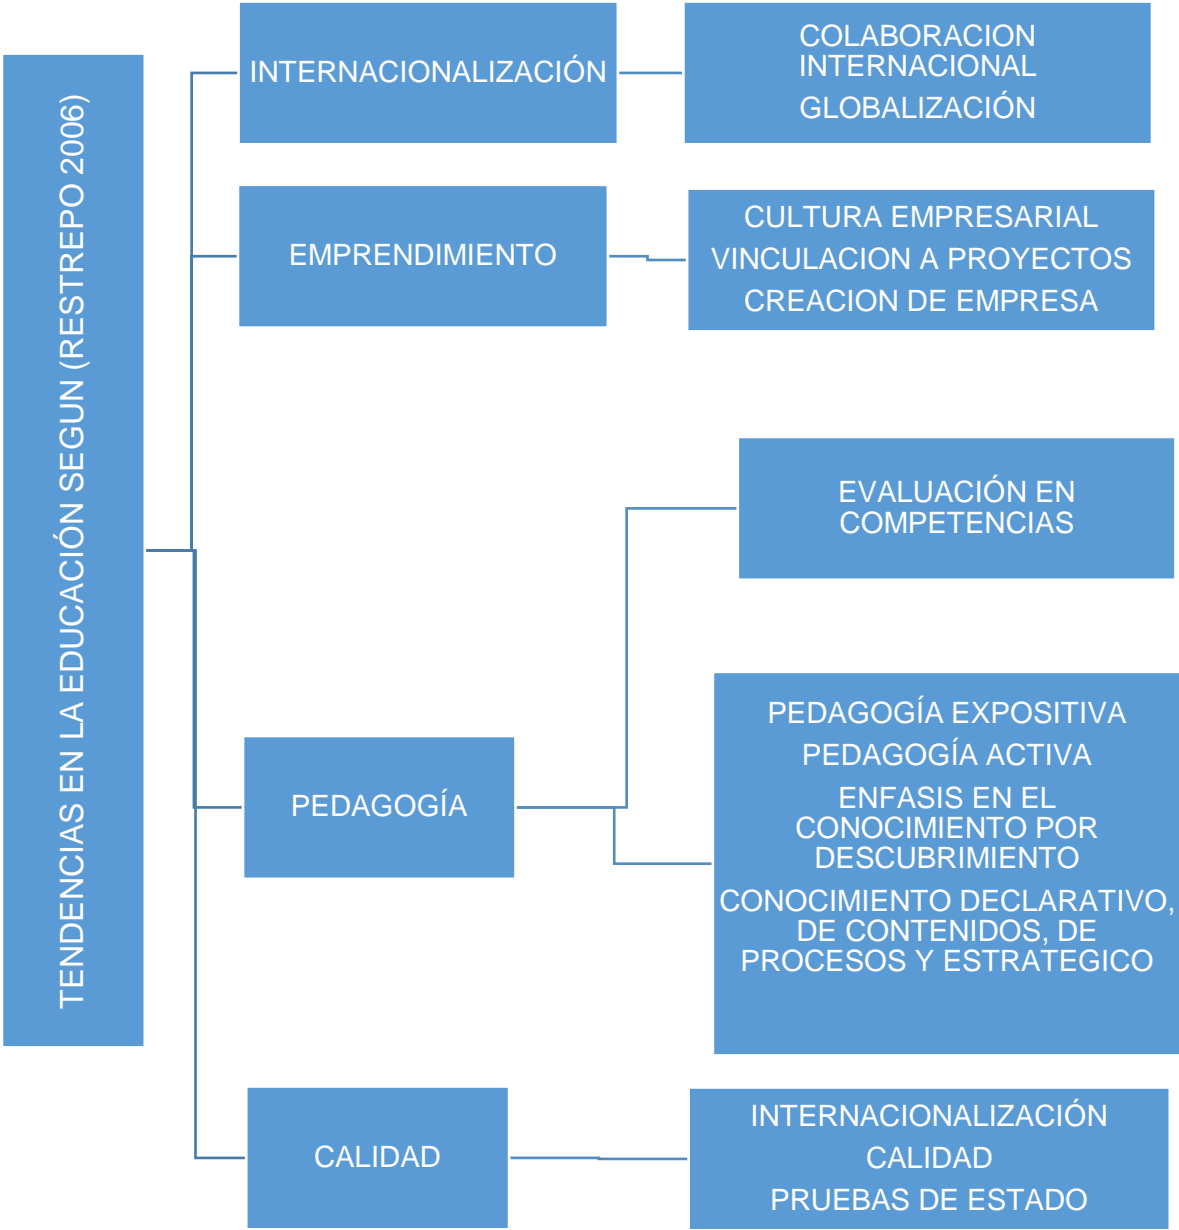 TENDENCIAS EN LA EDUCACIÓN SEGUN (RESTREPO 2006)
INTERNACIONALIZACIÓN
COLABORACION
INTERNACIONAL
GLOBALIZACIÓN
EMPRENDIMIENTO
CULTURA EMPRESARIAL
VINCULACION A PROYECTOS
CREACION DE EMPRESA
PEDAGOGÍA
EVALUACIÓN EN
COMPETENCIAS
PEDAGOGÍA EXPOSITIVA
PEDAGOGÍA ACTIVA
ENFASIS EN EL
CONOCIMIENTO POR
DESCUBRIMIENTO
CONOCIMIENTO DECLARATIVO,
DE CONTENIDOS, DE
PROCESOS Y ESTRATEGICO
CALIDAD
INTERNACIONALIZACIÓN
CALIDAD
PRUEBAS DE ESTADO